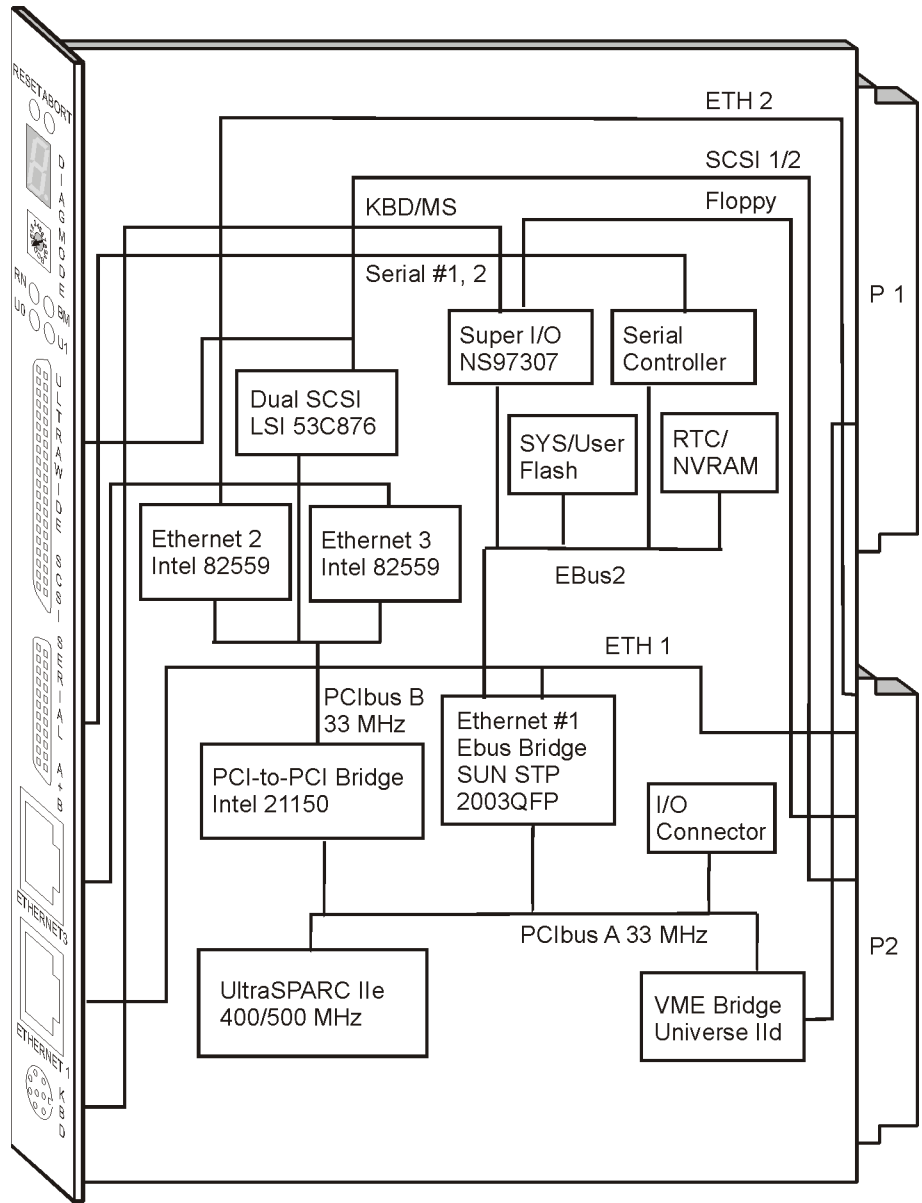 RESET ABORT
DIAG MODE
RN
BM
U0
U1
ULTRAWIDE SCSI
SERIAL A+B
ETHERNET3
ETHERNET 1
KBD
ETH 2
SCSI 1/2
KBD/MS
Floppy
Serial #1, 2
P 1
Super I/O
NS97307
Serial
Controller
Dual SCSI
LSI 53C876
SYS/User
Flash
RTC/
NVRAM
Ethernet 2
Intel 82559
Ethernet 3
Intel 82559
EBus2
ETH 1
PCIbus B
33 MHz
Ethernet #1
Ebus Bridge
SUN STP
2003QFP
PCI-to-PCI Bridge
Intel 21150
I/O
Connector
PCIbus A 33 MHz
P2
UltraSPARC IIe
400/500 MHz
VME Bridge
Universe IId